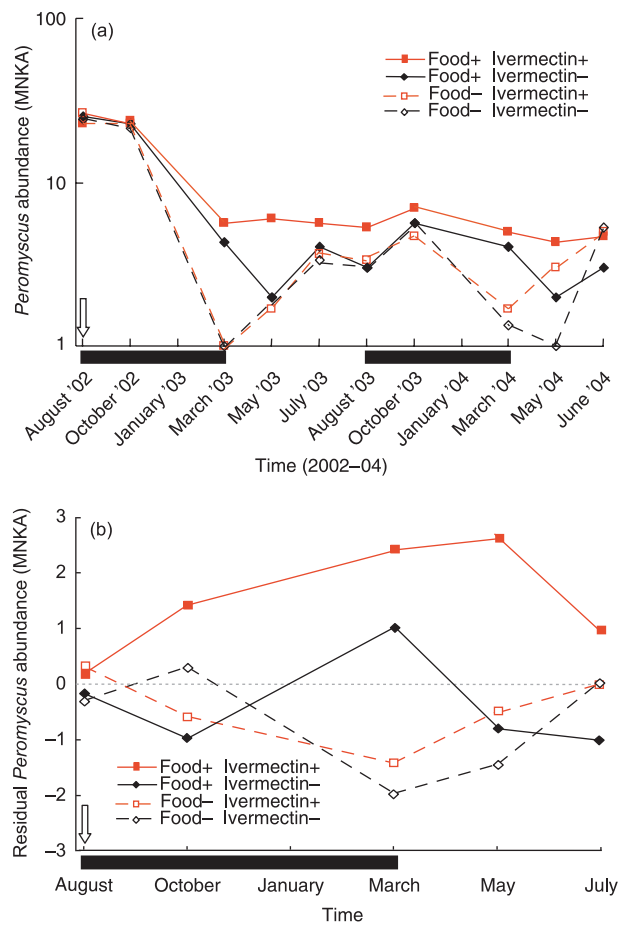 (a)
100
10
1
Peromyscus abundance (MNKA)
Food+ Ivermectin+
Food+ Ivermectin–
Food– Ivermectin+
Food– Ivermectin–
August '02
October '02
January '03
March '03
May '03
July '03
August '03
October '03
January '04
March '04
May '04
June '04
Time (2002–04)
(b)
3
2
1
0
–1
–2
–3
Residual Peromyscus abundance (MNKA)
Food+ Ivermectin+
Food+ Ivermectin–
Food– Ivermectin+
Food– Ivermectin–
August
October
January
March
May
July
Time